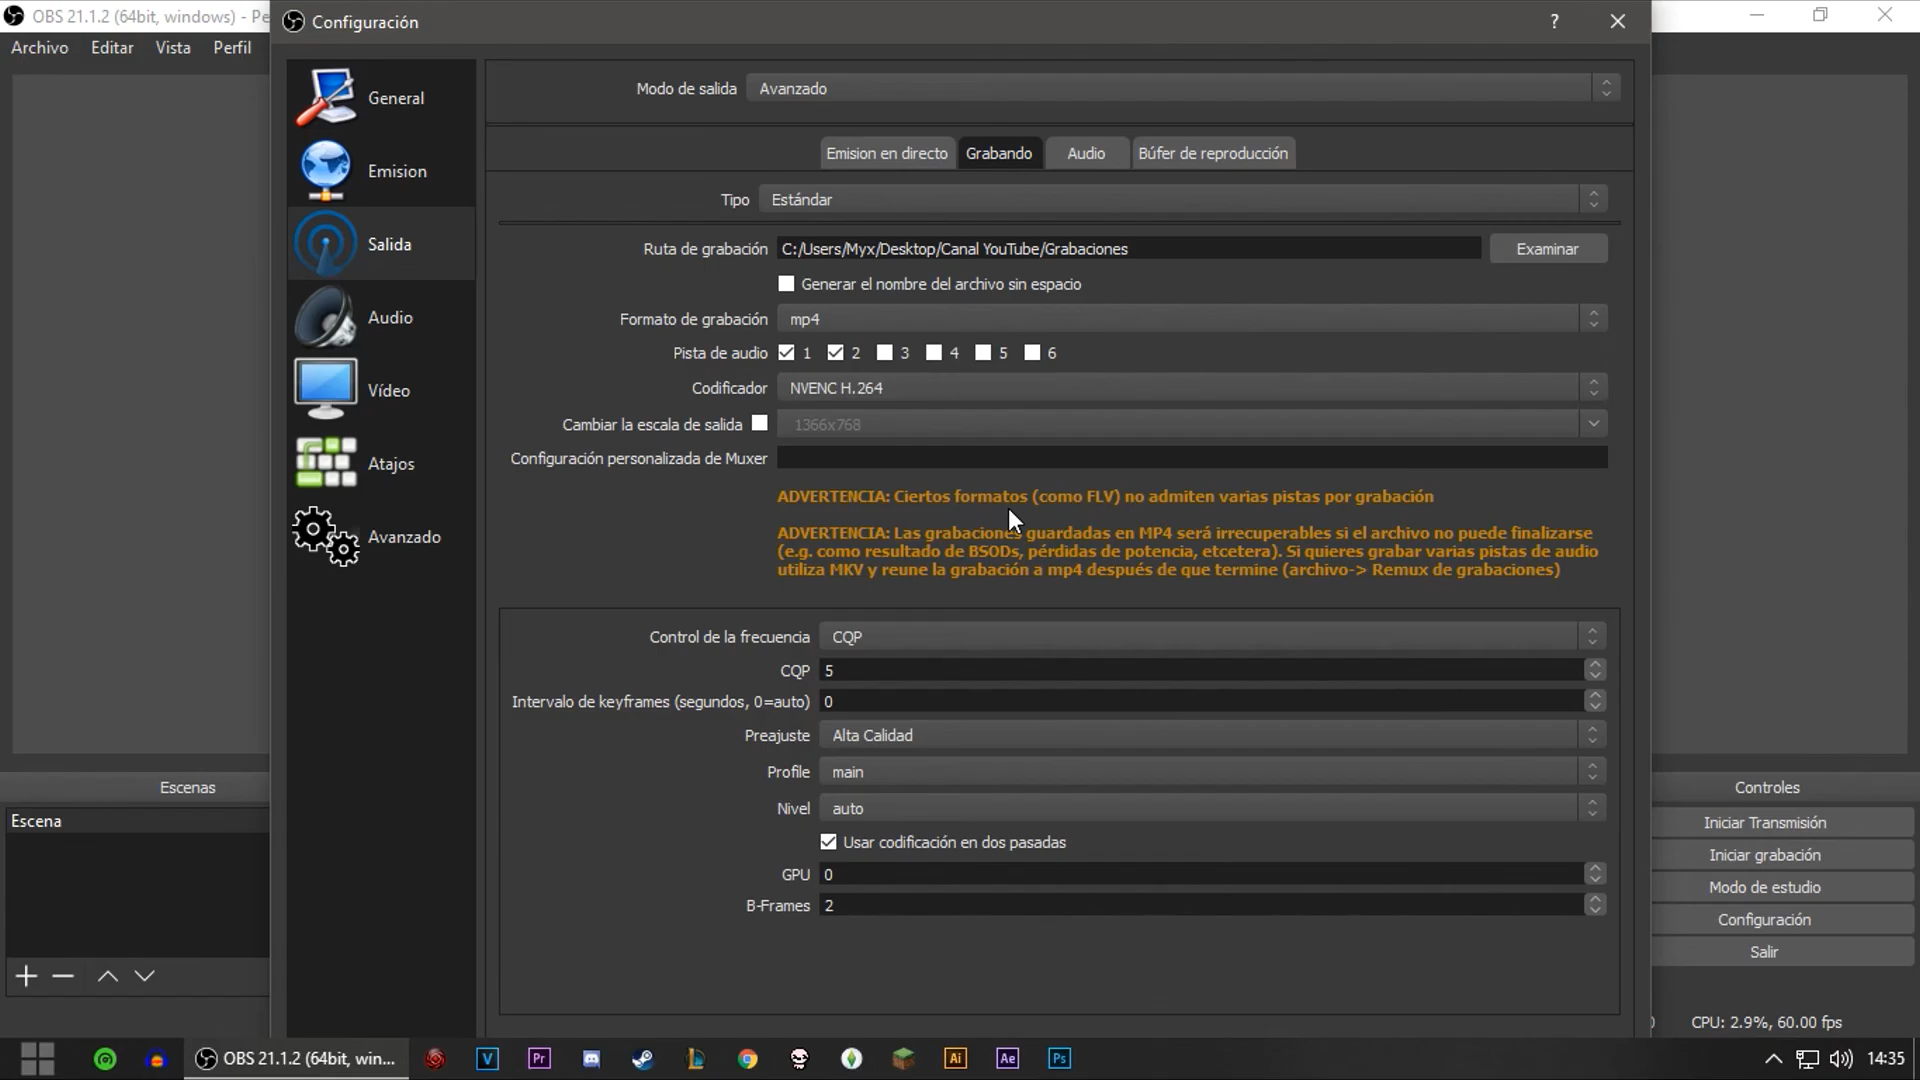 OBS 21.1.2 (64bit, windows) - Pe
Configuración
?
Archivo Editar Vista Perfil
General
Emision
Salida
Audio
Vídeo
Atajos
Avanzado
Modo de salida Avanzado
Emision en directo Grabando Audio Búfer de reproducción
Tipo Estándar
Ruta de grabación C:/Users/Myx/Desktop/Canal YouTube/Grabaciones Examinar
Generar el nombre del archivo sin espacio
Formato de grabación mp4
Pista de audio 1 2 3 4 5 6
Codificador NVENC H.264
Cambiar la escala de salida 1366x768
Configuración personalizada de Muxer
ADVERTENCIA: Ciertos formatos (como FLV) no admiten varias pistas por grabación
ADVERTENCIA: Las grabaciones guardadas en MP4 será irrecuperables si el archivo no puede finalizarse
(e.g. como resultado de BSODs, pérdidas de potencia, etcetera). Si quieres grabar varias pistas de audio
utiliza MKV y reune la grabación a mp4 después de que termine (archivo-> Remux de grabaciones)
Control de la frecuencia CQP
CQP 5
Intervalo de keyframes (segundos, 0=auto) 0
Preajuste Alta Calidad
Profile main
Nivel auto
Usar codificación en dos pasadas
GPU 0
B-Frames 2
Escenas
Escena
Controles
Iniciar Transmisión
Iniciar grabación
Modo de estudio
Configuración
Salir
CPU: 2.9%, 60.00 fps
OBS 21.1.2 (64bit, win...
V
Pr
Ai
Ae
Ps
14:35